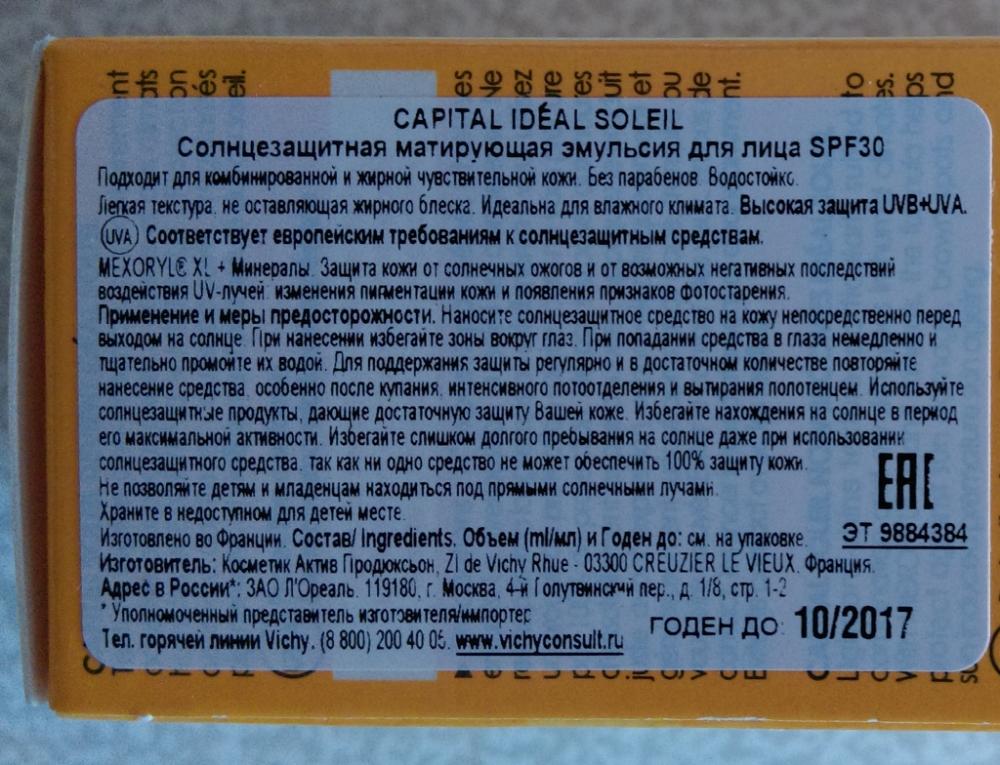 CAPITAL IDÉAL SOLEIL
Солнцезащитная матирующая эмульсия для лица SPF30
Подходит для комбинированной и жирной чувствительной кожи. Без парабенов. Водостойко.
Легкая текстура, не оставляющая жирного блеска. Идеальна для влажного климата. Высокая защита UVB+UVA.
UVA Соответствует европейским требованиям к солнцезащитным средствам.
MEXORYL® XL + Минералы. Защита кожи от солнечных ожогов и от возможных негативных последствий
воздействия UV-лучей: изменения пигментации кожи и появления признаков фотостарения.
Применение и меры предосторожности. Наносите солнцезащитное средство на кожу непосредственно перед
выходом на солнце. При нанесении избегайте зоны вокруг глаз. При попадании средства в глаза немедленно и
тщательно промойте их водой. Для поддержания защиты регулярно и в достаточном количестве повторяйте
нанесение средства, особенно после купания, интенсивного потоотделения и вытирания полотенцем. Используйте
солнцезащитные продукты, дающие достаточную защиту Вашей коже. Избегайте нахождения на солнце в период
его максимальной активности. Избегайте слишком долгого пребывания на солнце даже при использовании
солнцезащитного средства, так как ни одно средство не может обеспечить 100% защиту кожи.
Не позволяйте детям и младенцам находиться под прямыми солнечными лучами.
Храните в недоступном для детей месте.
EAC
Изготовлено во Франции. Состав/ Ingredients, Объем (ml/мл) и Годен до: см. на упаковке.
ЭТ 9884384
Изготовитель: Косметик Актив Продюксьон, ZI de Vichy Rhue - 03300 CREUZIER LE VIEUX, Франция.
Адрес в России*: ЗАО Л'Ореаль, 119180, г. Москва, 4-й Голутвинский пер., д. 1/8, стр. 1-2
* Уполномоченный представитель изготовителя/импортер
ГОДЕН ДО: 10/2017
Тел. горячей линии Vichy. (8 800) 200 40 05. www.vichyconsult.ru